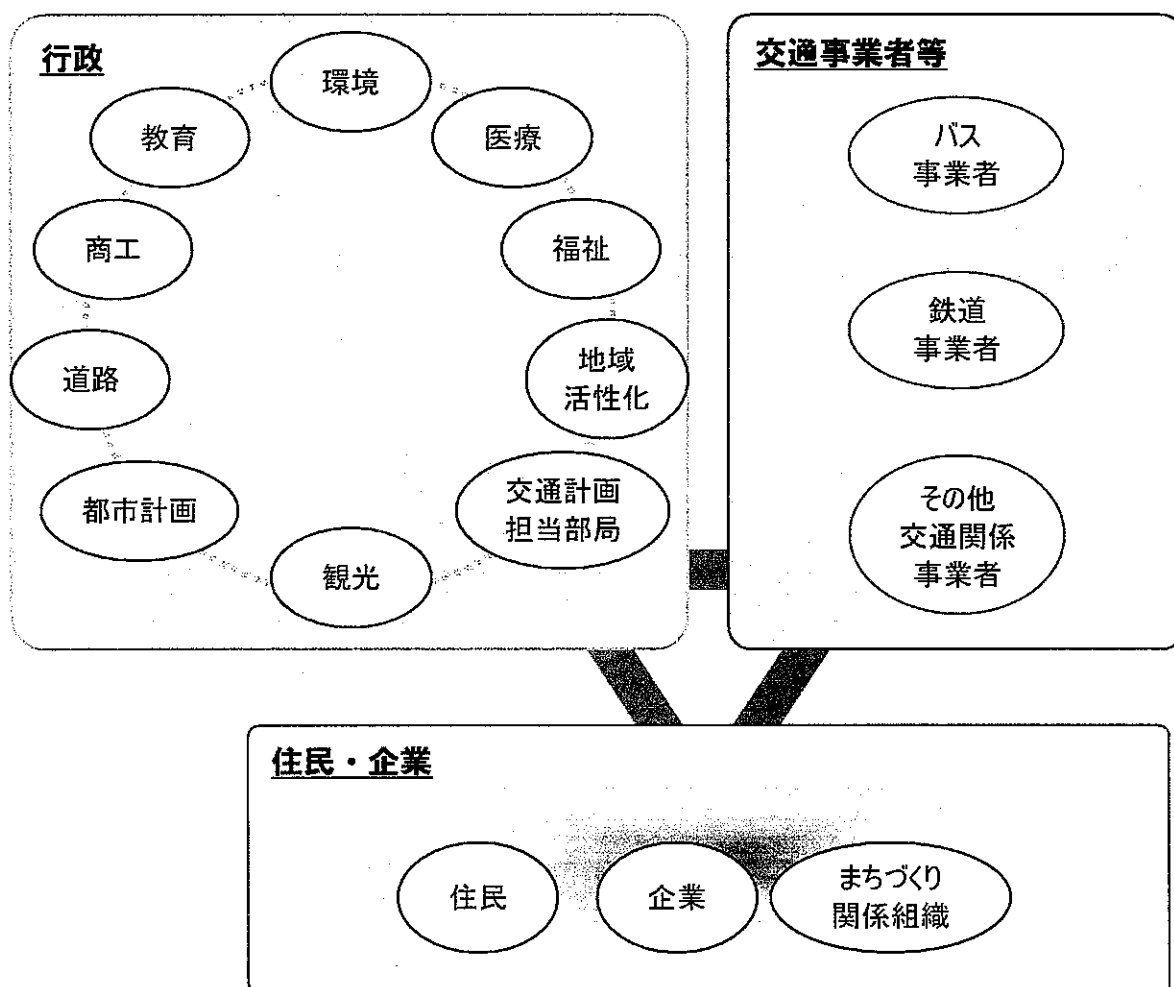 行政
環境
教育
医療
商工
福祉
道路
地域
活性化
都市計画
交通計画
担当部局
観光
交通事業者等
バス
事業者
鉄道
事業者
その他
交通関係
事業者
住民・企業
住民
企業
まちづくり
関係組織